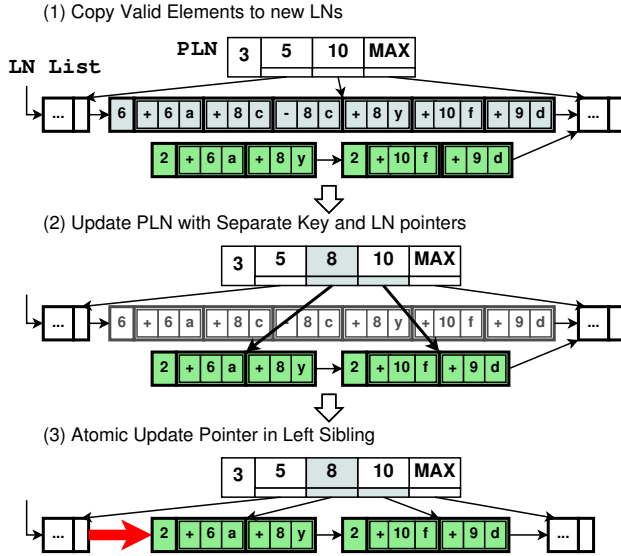 (1) Copy Valid Elements to new LNs
PLN 3 5 10 MAX
LN List
... 6 + 6 a + 8 c - 8 c + 8 y + 10 f + 9 d ...
2 + 6 a + 8 y 2 + 10 f + 9 d
(2) Update PLN with Separate Key and LN pointers
3 5 8 10 MAX
... 6 + 6 a + 8 c - 8 c + 8 y + 10 f + 9 d ...
2 + 6 a + 8 y 2 + 10 f + 9 d
(3) Atomic Update Pointer in Left Sibling
3 5 8 10 MAX
... 2 + 6 a + 8 y 2 + 10 f + 9 d ...